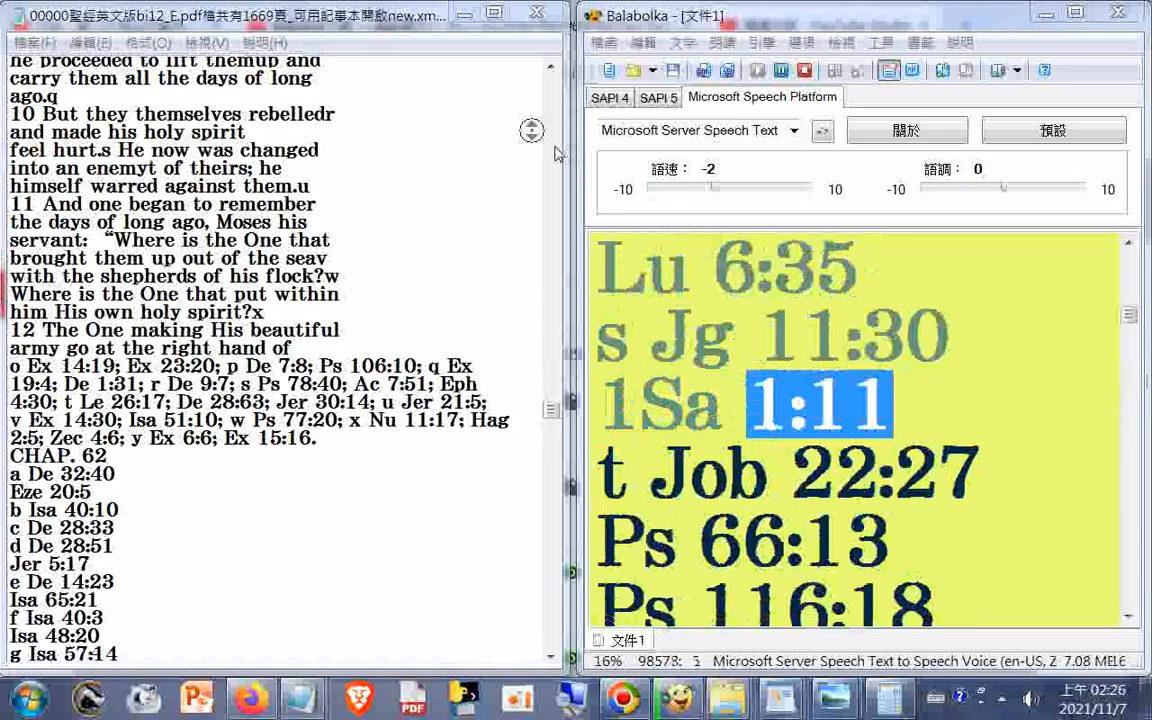 00000聖經英文版bi12_E.pdf檔共有1669頁_可用記事本開啟new.xm...
檔案(F) 編輯(E) 格式(O) 檢視(V) 說明(H)
he proceeded to lift themup and
carry them all the days of long
ago.q
10 But they themselves rebelledr
and made his holy spirit
feel hurt.s He now was changed
into an enemyt of theirs; he
himself warred against them.u
11 And one began to remember
the days of long ago, Moses his
servant: “Where is the One that
brought them up out of the seav
with the shepherds of his flock?w
Where is the One that put within
him His own holy spirit?x
12 The One making His beautiful
army go at the right hand of
o Ex 14:19; Ex 23:20; p De 7:8; Ps 106:10; q Ex
19:4; De 1:31; r De 9:7; s Ps 78:40; Ac 7:51; Eph
4:30; t Le 26:17; De 28:63; Jer 30:14; u Jer 21:5;
v Ex 14:30; Isa 51:10; w Ps 77:20; x Nu 11:17; Hag
2:5; Zec 4:6; y Ex 6:6; Ex 15:16.
CHAP. 62
a De 32:40
Eze 20:5
b Isa 40:10
c De 28:33
d De 28:51
Jer 5:17
e De 14:23
Isa 65:21
f Isa 40:3
Isa 48:20
g Isa 57:14
Balabolka - [文件1]
檔案 編輯 文字 朗讀 引擎 選項 檢視 工具 書籤 說明
SAPI 4 SAPI 5 Microsoft Speech Platform
Microsoft Server Speech Text 關於 預設
語速： -2 語調： 0
-10 10 -10 10
Lu 6:35
s Jg 11:30
1Sa 1:11
t Job 22:27
Ps 66:13
Ps 116:18
文件1
16% 98578: 1 Microsoft Server Speech Text to Speech Voice (en-US, Z 7.08 МБ
PDF
上午 02:26
2021/11/7